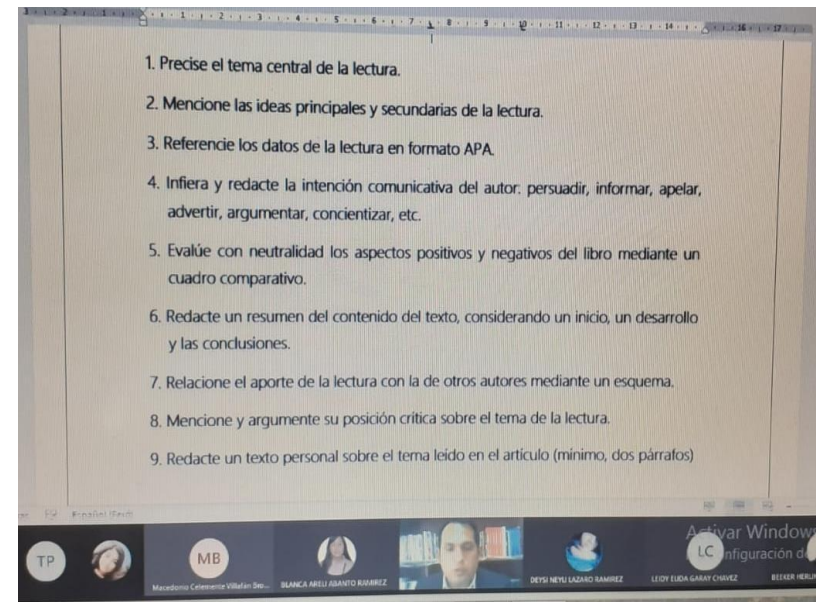 1. Precise el tema central de la lectura.
2. Mencione las ideas principales y secundarias de la lectura.
3. Referencie los datos de la lectura en formato APA.
4. Infiera y redacte la intención comunicativa del autor: persuadir, informar, apelar,
advertir, argumentar, concientizar, etc.
5. Evalúe con neutralidad los aspectos positivos y negativos del libro mediante un
cuadro comparativo.
6. Redacte un resumen del contenido del texto, considerando un inicio, un desarrollo
y las conclusiones.
7. Relacione el aporte de la lectura con la de otros autores mediante un esquema.
8. Mencione y argumente su posición crítica sobre el tema de la lectura.
9. Redacte un texto personal sobre el tema leído en el artículo (mínimo, dos párrafos)
Activar Windows
nfiguración de
TP
MB
LC
Macedonio Celemente Villafán
BLANCA ARELI ABANTO RAMIREZ
DEYSI NEYLI LAZARO RAMIREZ
LEIDY ELIDA GARAY CHAVEZ